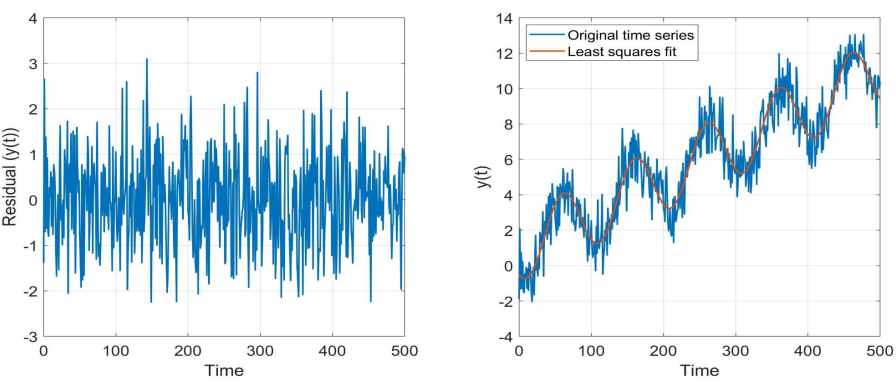 4
3
2
1
0
-1
-2
-3
Residual (y(t))
0 100 200 300 400 500
Time
14
12
10
8
6
4
2
0
-2
-4
y(t)
Original time series
Least squares fit
0 100 200 300 400 500
Time